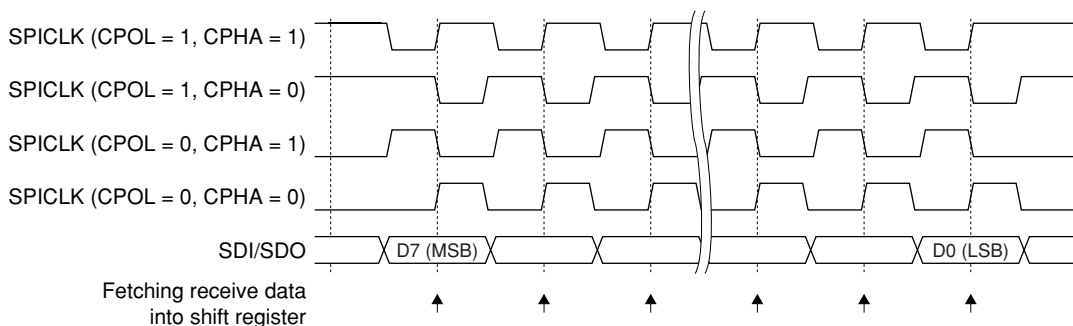 SPICLK (CPOL = 1, CPHA = 1)
SPICLK (CPOL = 1, CPHA = 0)
SPICLK (CPOL = 0, CPHA = 1)
SPICLK (CPOL = 0, CPHA = 0)
SDI/SDO D7 (MSB) D0 (LSB)
Fetching receive data
into shift register